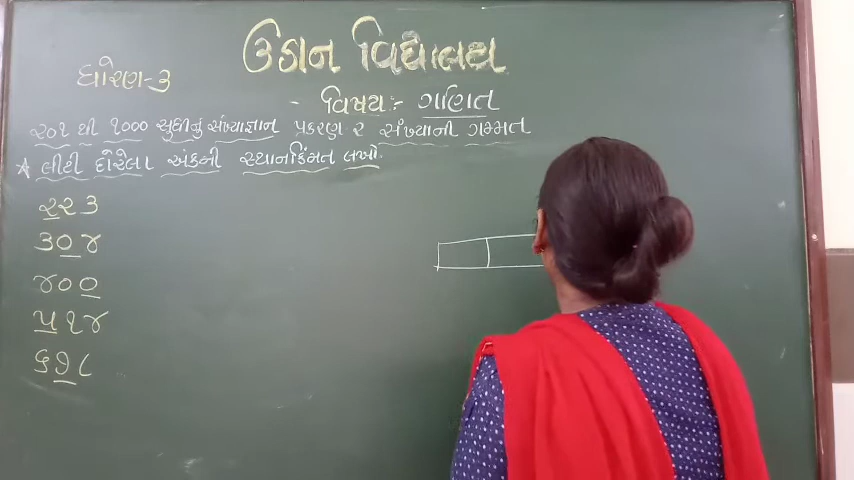 ઉડાન વિદ્યાલય
ધોરણ-૩
- વિષય:- ગણિત
૨૦૧ થી ૧૦૦૦ સુધીનું સંખ્યાજ્ઞાન પ્રકરણ ૨ સંખ્યાની ગમ્મત
☆ લીટી દોરેલા અંકની સ્થાનકિંમત લખો.
૨૨૩
૩૦૪
૪૦૦
૫૧૪
૬૭૮